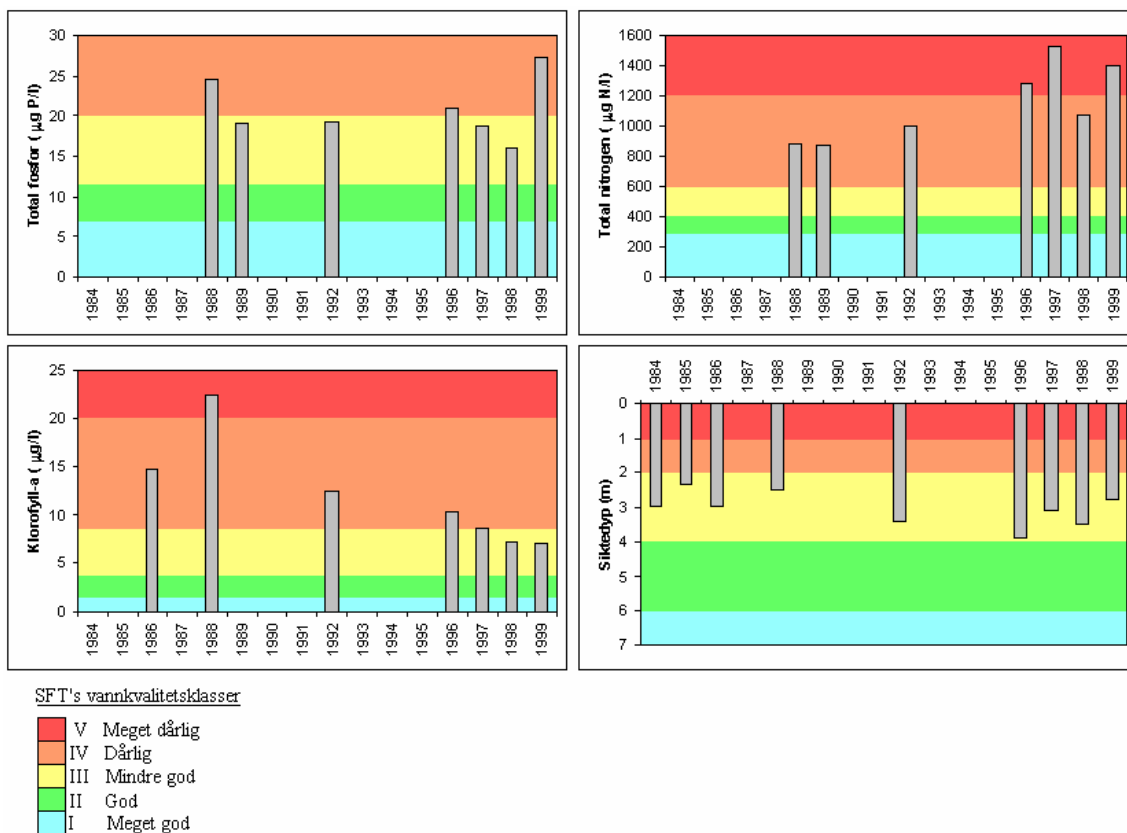 Total fosfor ( µg P/l)
30
25
20
15
10
5
0
1984 1985 1986 1987 1988 1989 1990 1991 1992 1993 1994 1995 1996 1997 1998 1999
Total nitrogen ( µg N/l)
1600
1400
1200
1000
800
600
400
200
0
1984 1985 1986 1987 1988 1989 1990 1991 1992 1993 1994 1995 1996 1997 1998 1999
Klorofyll-a ( µg/l)
25
20
15
10
5
0
1984 1985 1986 1987 1988 1989 1990 1991 1992 1993 1994 1995 1996 1997 1998 1999
1984 1985 1986 1987 1988 1989 1990 1991 1992 1993 1994 1995 1996 1997 1998 1999
Siktedyp (m)
0
1
2
3
4
5
6
7
SFT's vannkvalitetsklasser
V Meget dårlig
IV Dårlig
III Mindre god
II God
I Meget god